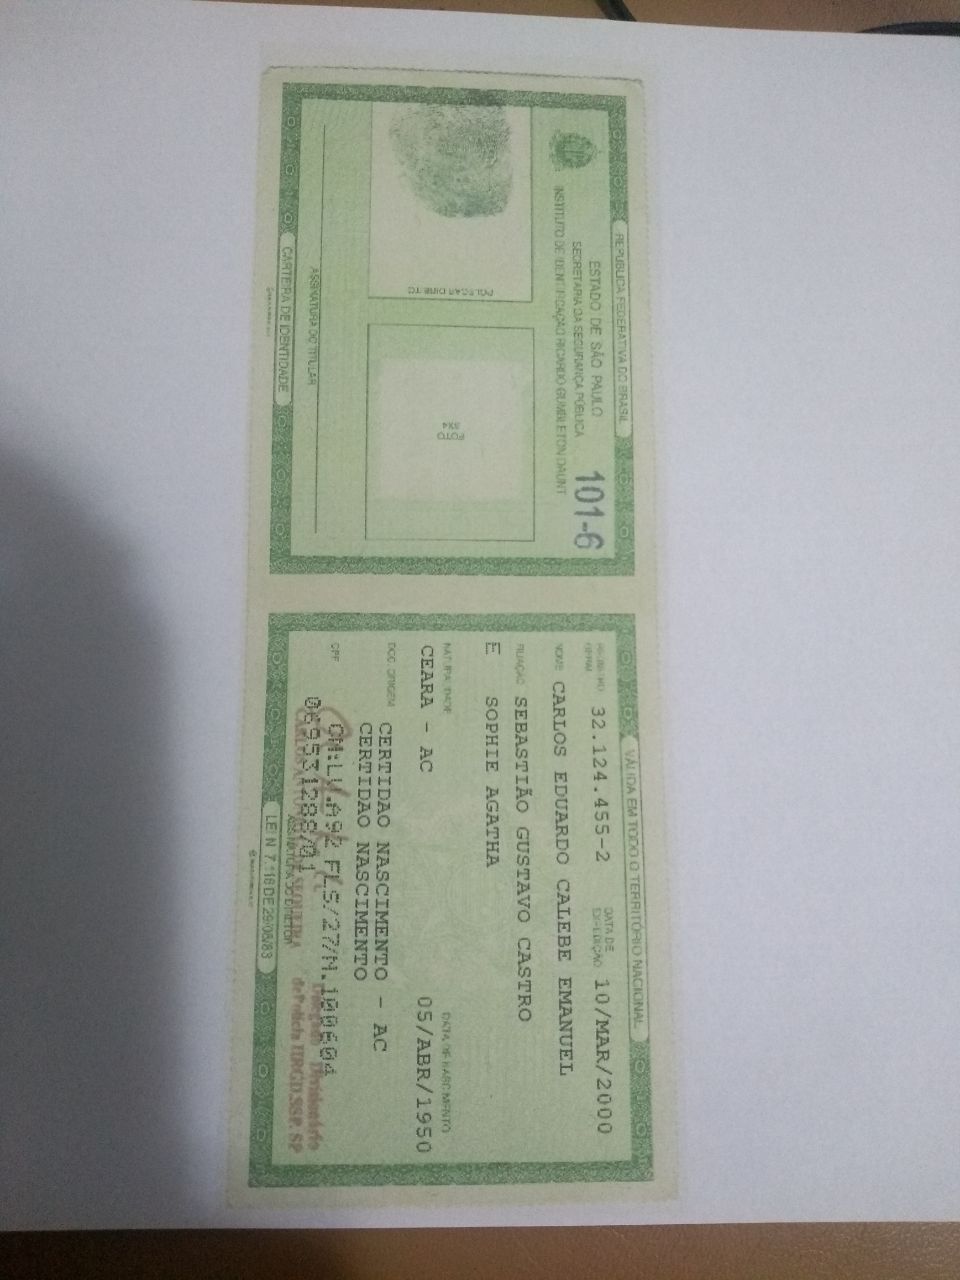 REPÚBLICA FEDERATIVA DO BRASIL
ESTADO DE SÃO PAULO
SECRETARIA DA SEGURANÇA PÚBLICA
INSTITUTO DE IDENTIFICAÇÃO RICARDO GUMBLETON DAUNT
101-6
POLEGAR DIREITO
FOTO
3X4
ASSINATURA DO TITULAR
CARTEIRA DE IDENTIDADE
VÁLIDA EM TODO O TERRITÓRIO NACIONAL
REGISTRO
GERAL
32.124.455-2
DATA DE
EXPEDIÇÃO
10/MAR/2000
NOME CARLOS EDUARDO CALEBE EMANUEL
FILIAÇÃO SEBASTIÃO GUSTAVO CASTRO
E SOPHIE AGATHA
NATURALIDADE
DATA DE NASCIMENTO
CEARA - AC 05/ABR/1950
DOC. ORIGEM CERTIDAO NASCIMENTO - AC
CERTIDAO NASCIMENTO
CPF
CM:LV.A92 FLS/27/N.100604
069531289/01
Delegado Divisionário
de Polícia IIRGD.SSP. SP
ASSINATURA DO DIRETOR
LEI N 7.116 DE 29/08/83